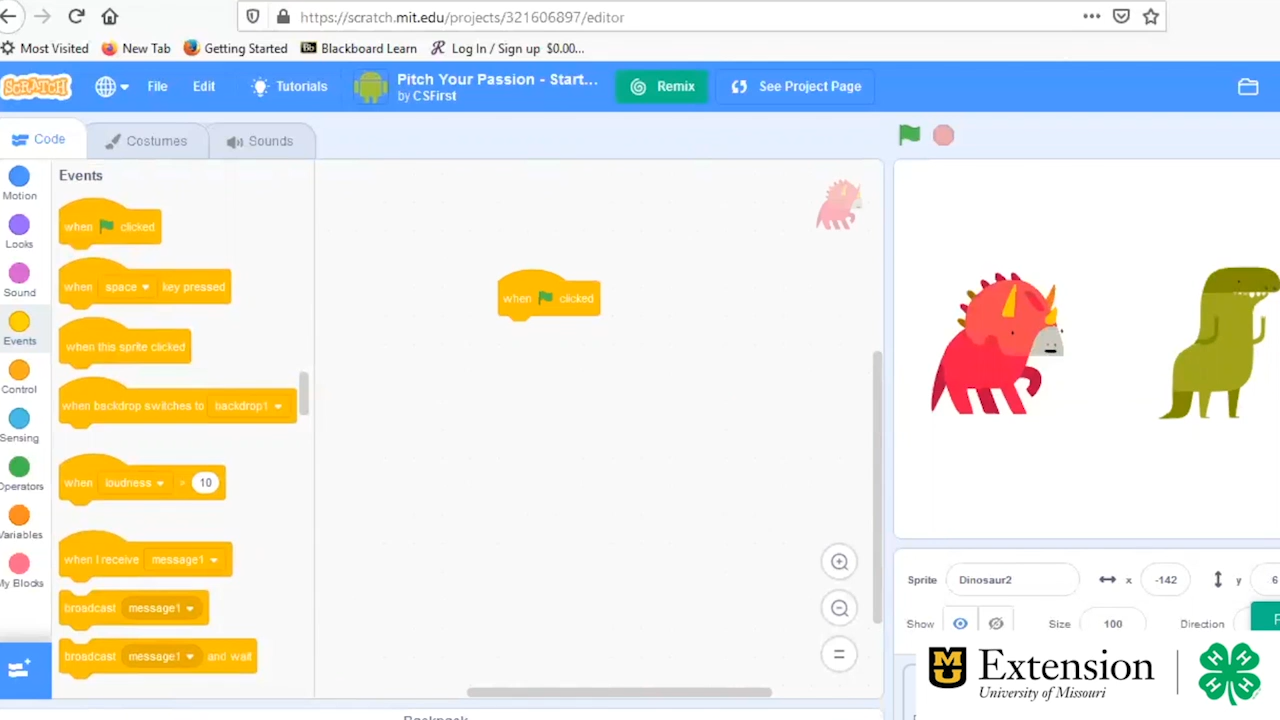 https://scratch.mit.edu/projects/321606897/editor
Most Visited New Tab Getting Started Bb Blackboard Learn Log In / Sign up $0.00...
SCRATCH File Edit Tutorials Pitch Your Passion - Start... Remix See Project Page
by CSFirst
Code Costumes Sounds
Motion
Looks
Sound
Events
Control
Sensing
Operators
Variables
My Blocks
Events
when clicked
when space key pressed
when this sprite clicked
when backdrop switches to backdrop1
when loudness > 10
when I receive message1
broadcast message1
broadcast message1 and wait
when clicked
Sprite Dinosaur2 x -142 y 6
Show Size 100 Direction
Extension
University of Missouri
H H H H
Backpack